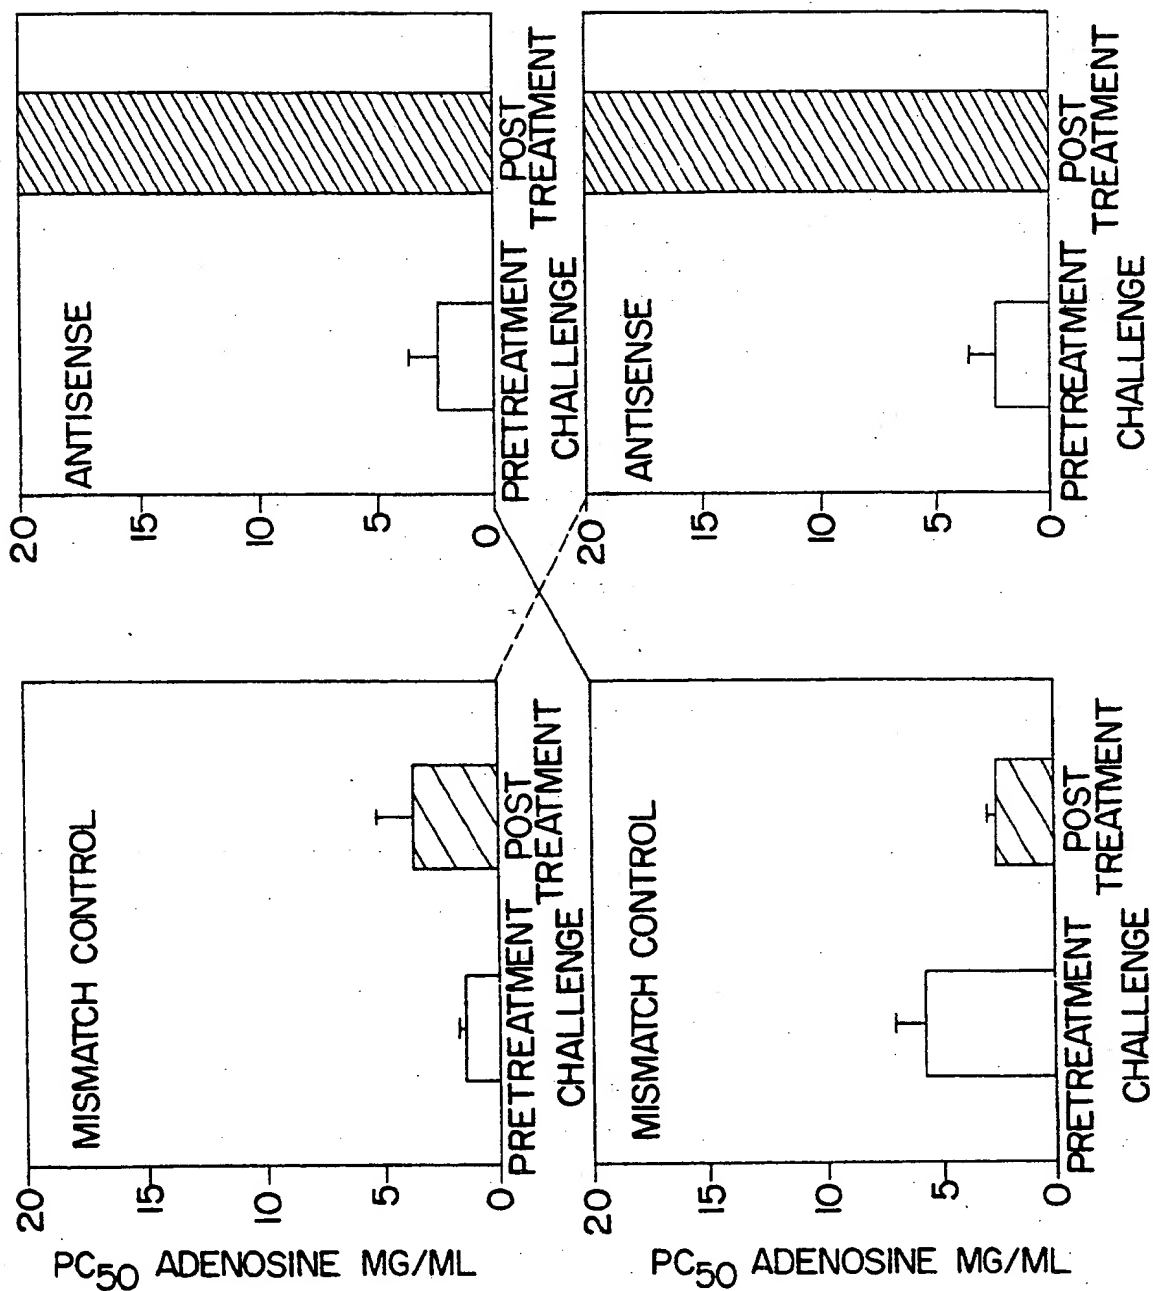 PC50 ADENOSINE MG/ML
20
15
10
5
0
MISMATCH CONTROL
PRETREATMENT
CHALLENGE
POST
TREATMENT
20
15
10
5
0
ANTISENSE
PRETREATMENT
CHALLENGE
POST
TREATMENT
PC50 ADENOSINE MG/ML
20
15
10
5
0
MISMATCH CONTROL
PRETREATMENT
CHALLENGE
POST
TREATMENT
20
15
10
5
0
ANTISENSE
PRETREATMENT
CHALLENGE
POST
TREATMENT